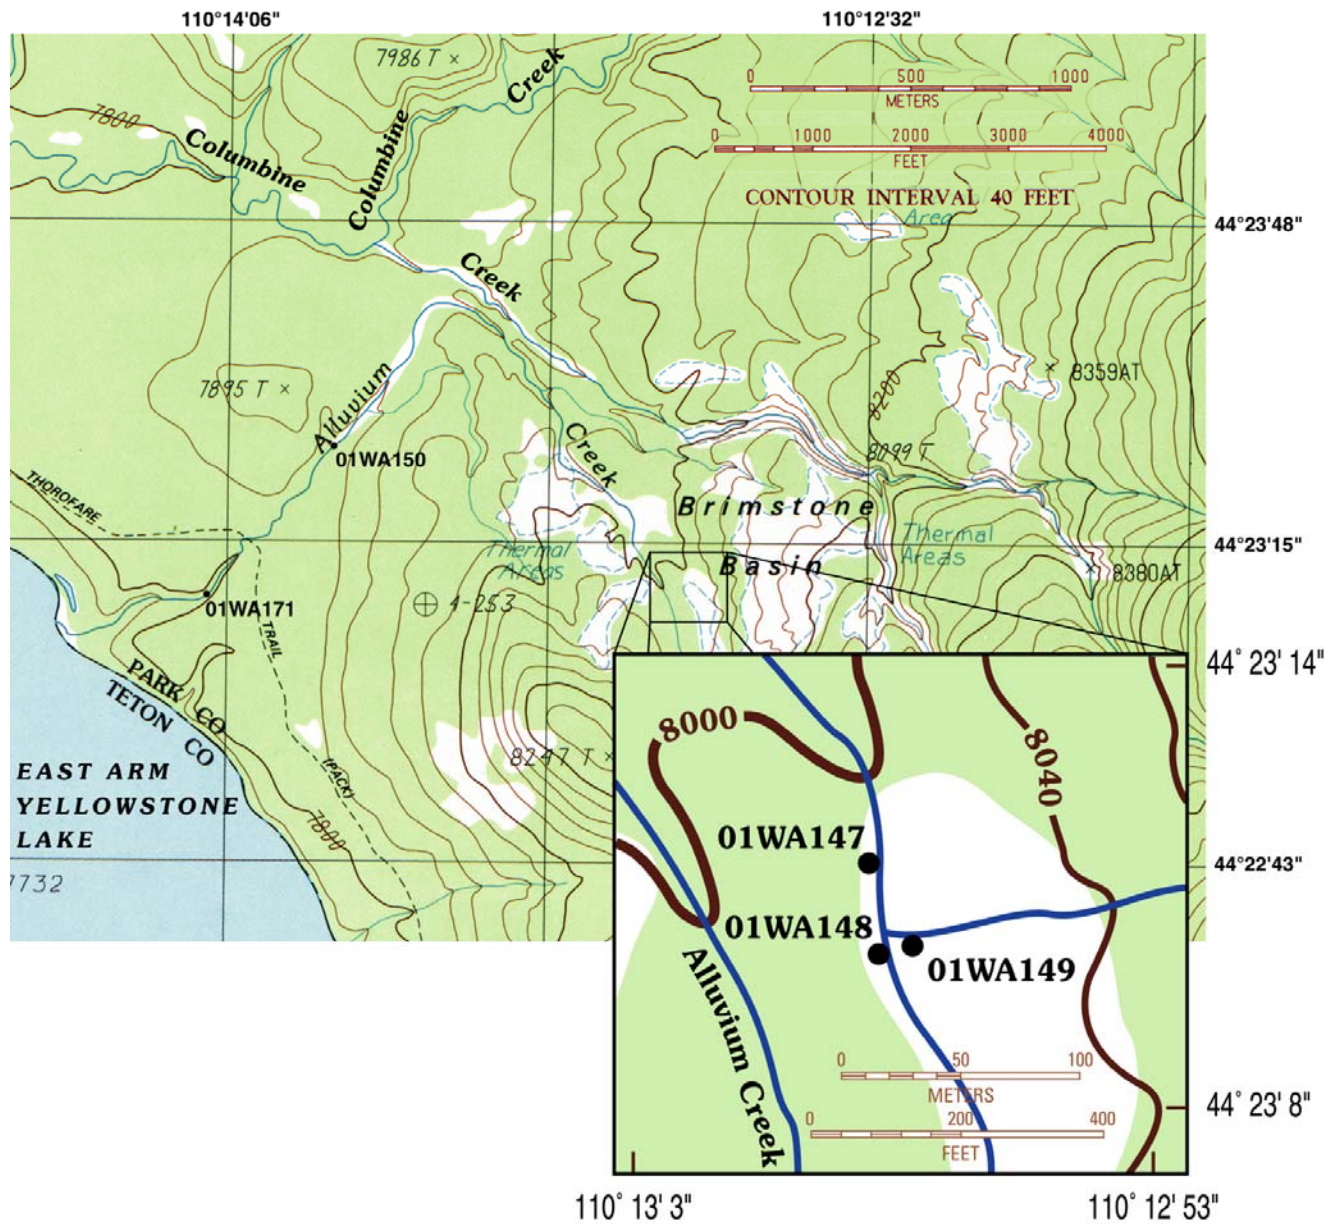 110°14'06"
110°12'32"
7986 T ×
Creek
0 500 1000
METERS
7800
Columbine
Columbine
0 1000 2000 3000 4000
FEET
CONTOUR INTERVAL 40 FEET
Area
44°23'48"
Creek
7895 T ×
8200
× 8359AT
Alluvium
01WA150
Creek
8099 T
THOROFARE
Brimstone
Thermal
Areas
Thermal
Areas
44°23'15"
Basin
× 8380AT
01WA171
4-253
TRAIL
44° 23' 14"
PARK CO
TETON CO
8000
8040
8247 T ×
(PACK)
EAST ARM
YELLOWSTONE
LAKE
7800
01WA147
44°22'43"
7732
01WA148
01WA149
Alluvium Creek
0 50 100
METERS
44° 23' 8"
0 200 400
FEET
110° 13' 3"
110° 12' 53"